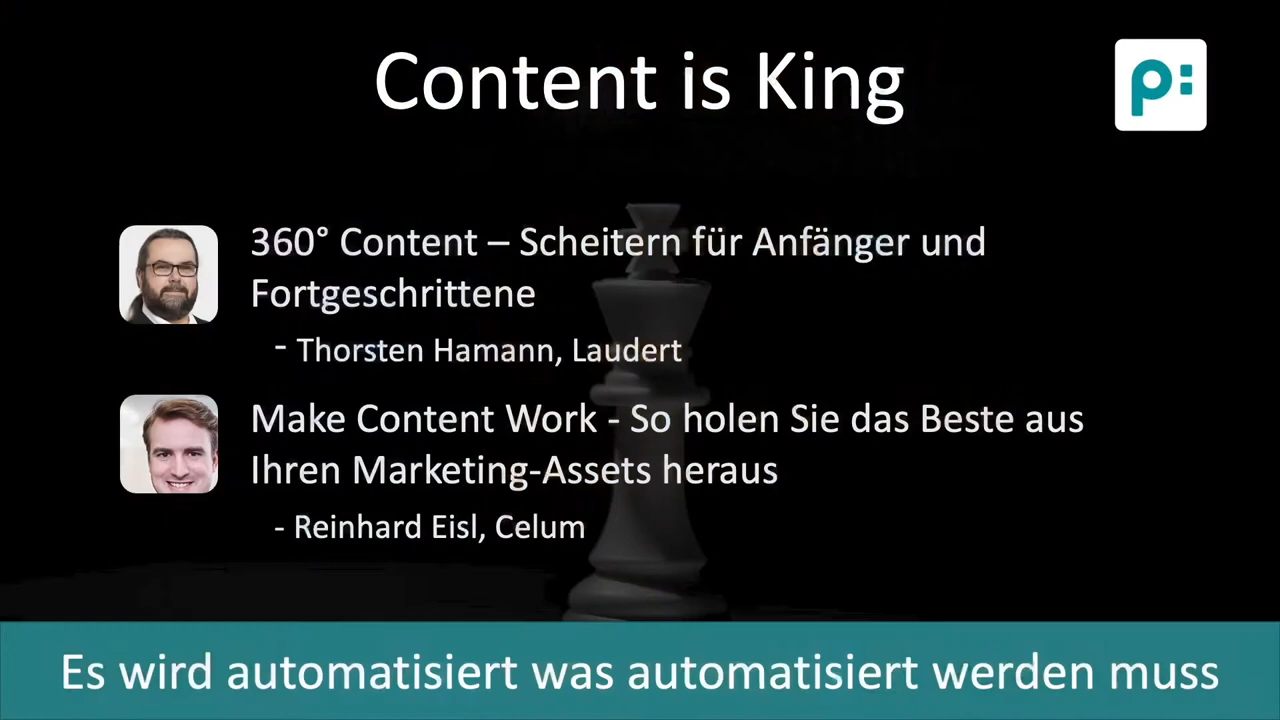 Content is King
p:
360° Content – Scheitern für Anfänger und
Fortgeschrittene
- Thorsten Hamann, Laudert
Make Content Work - So holen Sie das Beste aus
Ihren Marketing-Assets heraus
- Reinhard Eisl, Celum
Es wird automatisiert was automatisiert werden muss